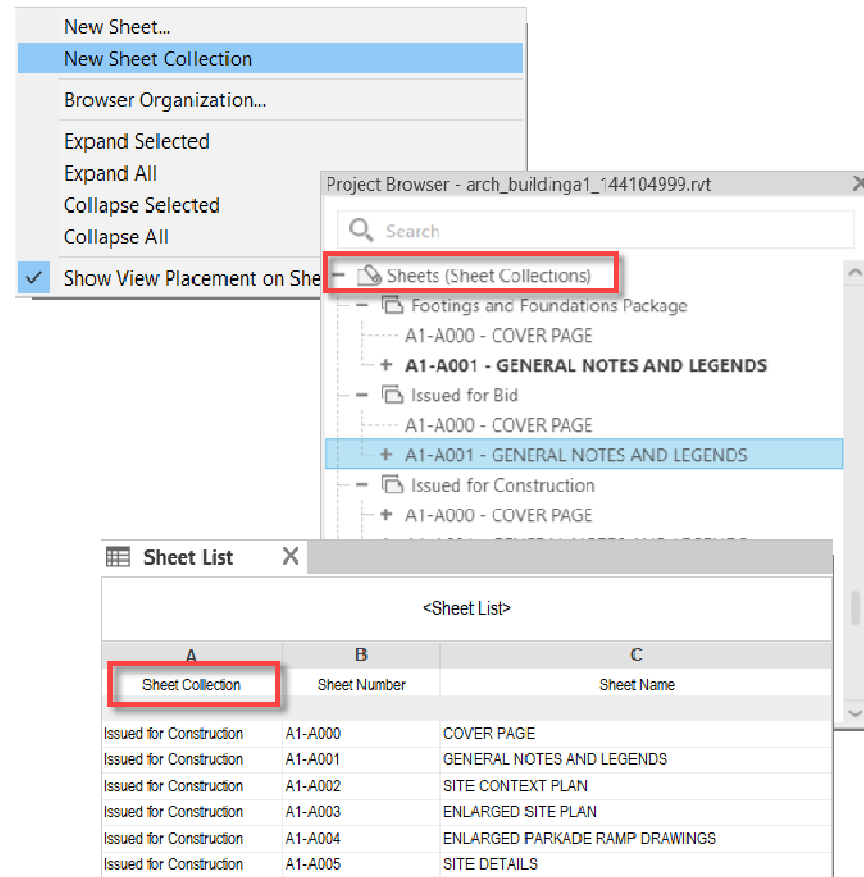 New Sheet...
New Sheet Collection
Browser Organization...
Expand Selected
Expand All
Collapse Selected
Collapse All
Show View Placement on She
Project Browser - arch_buildinga1_144104999.rvt
Search
Sheets (Sheet Collections)
Footings and Foundations Package
A1-A000 - COVER PAGE
A1-A001 - GENERAL NOTES AND LEGENDS
Issued for Bid
A1-A000 - COVER PAGE
A1-A001 - GENERAL NOTES AND LEGENDS
Issued for Construction
A1-A000 - COVER PAGE
Sheet List
<Sheet List>
A B C
Sheet Collection Sheet Number Sheet Name
Issued for Construction A1-A000 COVER PAGE
Issued for Construction A1-A001 GENERAL NOTES AND LEGENDS
Issued for Construction A1-A002 SITE CONTEXT PLAN
Issued for Construction A1-A003 ENLARGED SITE PLAN
Issued for Construction A1-A004 ENLARGED PARKADE RAMP DRAWINGS
Issued for Construction A1-A005 SITE DETAILS